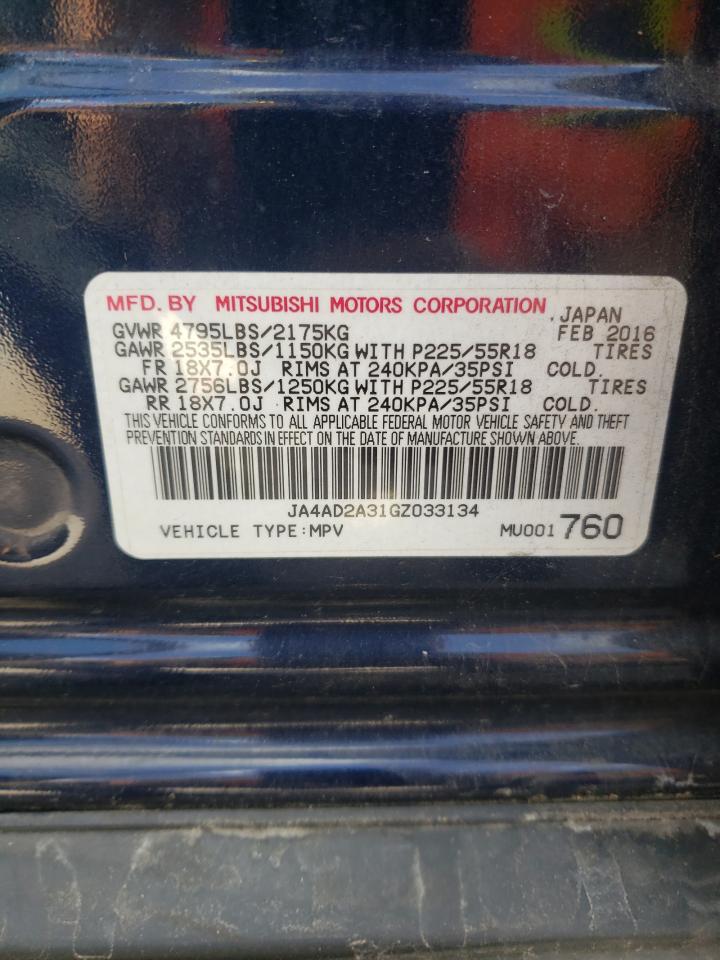 MFD. BY MITSUBISHI MOTORS CORPORATION
JAPAN
GVWR 4795LBS/2175KG FEB 2016
GAWR 2535LBS/1150KG WITH P225/55R18 TIRES
FR 18X7.0J RIMS AT 240KPA/35PSI COLD.
GAWR 2756LBS/1250KG WITH P225/55R18 TIRES
RR 18X7.0J RIMS AT 240KPA/35PSI COLD.
THIS VEHICLE CONFORMS TO ALL APPLICABLE FEDERAL MOTOR VEHICLE SAFETY AND THEFT
PREVENTION STANDARDS IN EFFECT ON THE DATE OF MANUFACTURE SHOWN ABOVE.
JA4AD2A31GZ033134
VEHICLE TYPE:MPV MU001 760